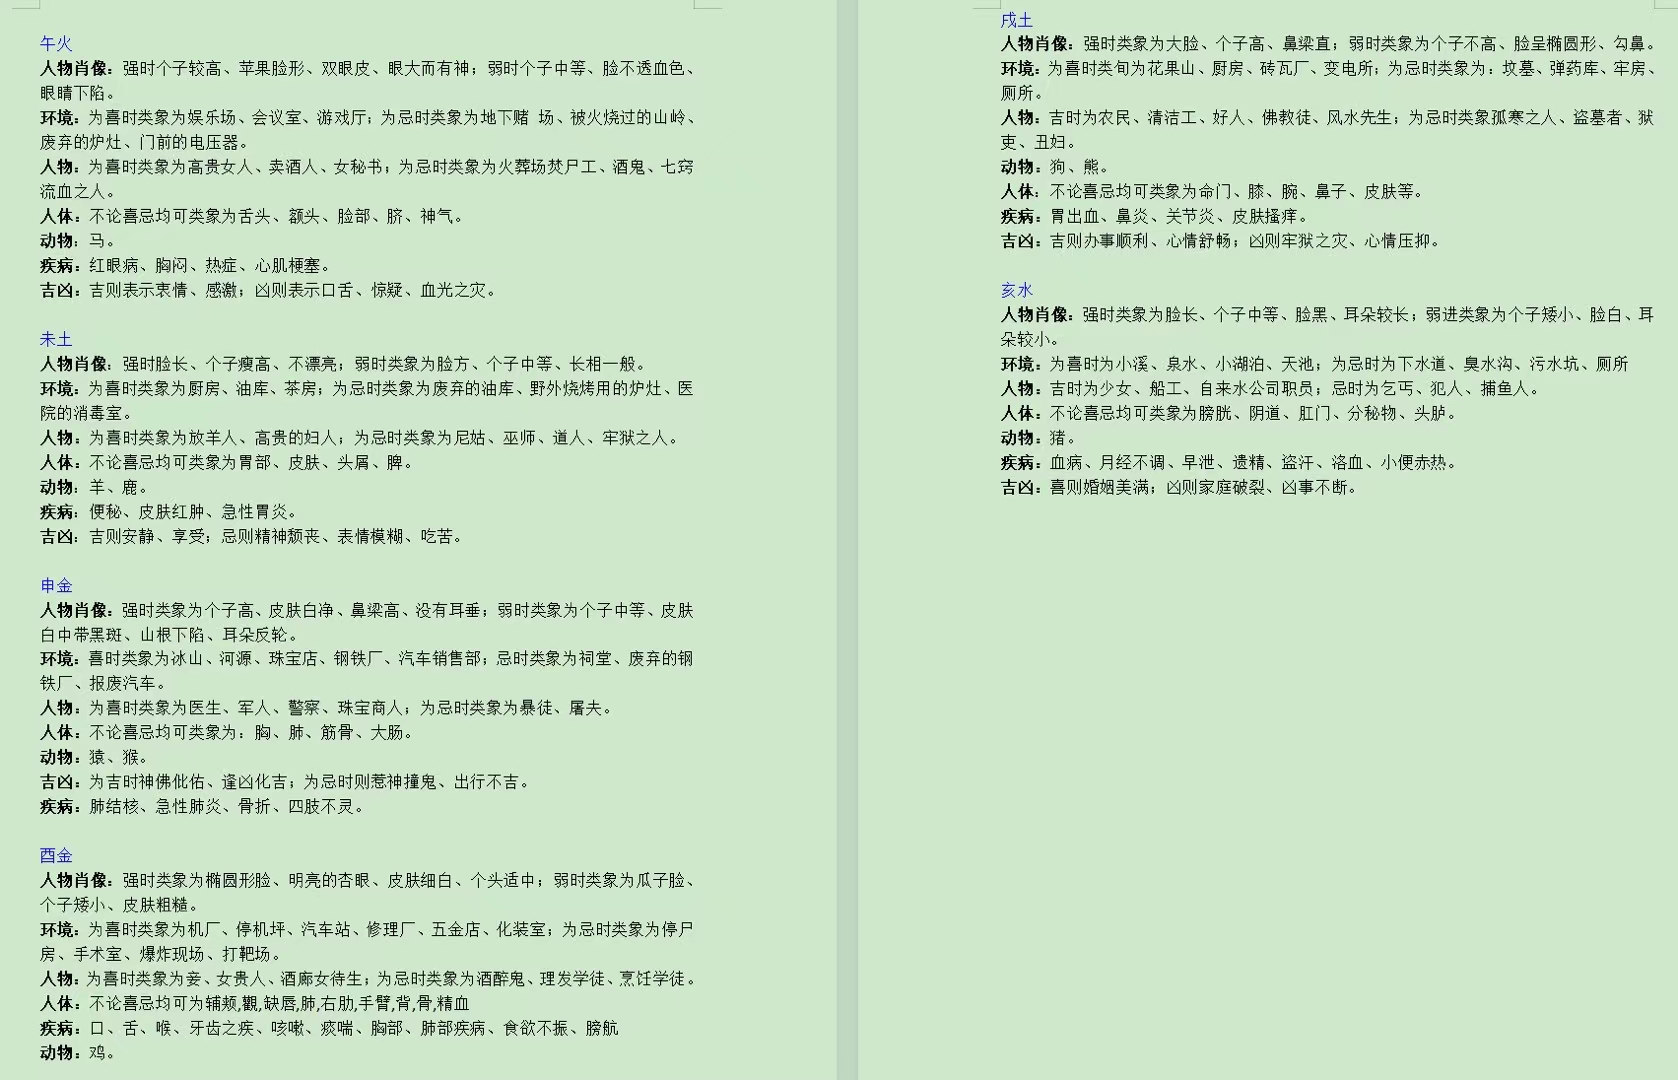 午火
人物肖像：强时个子较高、苹果脸形、双眼皮、眼大而有神；弱时个子中等、脸不透血色、
眼睛下陷。
环境：为喜时类象为娱乐场、会议室、游戏厅；为忌时类象为地下赌 场、被火烧过的山岭、
废弃的炉灶、门前的电压器。
人物：为喜时类象为高贵女人、卖酒人、女秘书；为忌时类象为火葬场焚尸工、酒鬼、七窍
流血之人。
人体：不论喜忌均可类象为舌头、额头、脸部、脐、神气。
动物：马。
疾病：红眼病、胸闷、热症、心肌梗塞。
吉凶：吉则表示衷情、感激；凶则表示口舌、惊疑、血光之灾。
未土
人物肖像：强时脸长、个子瘦高、不漂亮；弱时类象为脸方、个子中等、长相一般。
环境：为喜时类象为厨房、油库、茶房；为忌时类象为废弃的油库、野外烧烤用的炉灶、医
院的消毒室。
人物：为喜时类象为放羊人、高贵的妇人；为忌时类象为尼姑、巫师、道人、牢狱之人。
人体：不论喜忌均可类象为胃部、皮肤、头屑、脾。
动物：羊、鹿。
疾病：便秘、皮肤红肿、急性胃炎。
吉凶：吉则安静、享受；忌则精神颓丧、表情模糊、吃苦。
申金
人物肖像：强时类象为个子高、皮肤白净、鼻梁高、没有耳垂；弱时类象为个子中等、皮肤
白中带黑斑、山根下陷、耳朵反轮。
环境：喜时类象为冰山、河源、珠宝店、钢铁厂、汽车销售部；忌时类象为祠堂、废弃的钢
铁厂、报废汽车。
人物：为喜时类象为医生、军人、警察、珠宝商人；为忌时类象为暴徒、屠夫。
人体：不论喜忌均可类象为：胸、肺、筋骨、大肠。
动物：猿、猴。
吉凶：为吉时神佛仳佑、逢凶化吉；为忌时则惹神撞鬼、出行不吉。
疾病：肺结核、急性肺炎、骨折、四肢不灵。
酉金
人物肖像：强时类象为椭圆形脸、明亮的杏眼、皮肤细白、个头适中；弱时类象为瓜子脸、
个子矮小、皮肤粗糙。
环境：为喜时类象为机厂、停机坪、汽车站、修理厂、五金店、化装室；为忌时类象为停尸
房、手术室、爆炸现场、打靶场。
人物：为喜时类象为妾、女贵人、酒廊女待生；为忌时类象为酒醉鬼、理发学徒、烹饪学徒。
人体：不论喜忌均可为辅颊,觀,缺唇,肺,右肋,手臂,背,骨,精血
疾病：口、舌、喉、牙齿之疾、咳嗽、痰喘、胸部、肺部疾病、食欲不振、膀航
动物：鸡。
戌土
人物肖像：强时类象为大脸、个子高、鼻梁直；弱时类象为个子不高、脸呈椭圆形、勾鼻。
环境：为喜时类旬为花果山、厨房、砖瓦厂、变电所；为忌时类象为：坟墓、弹药库、牢房、
厕所。
人物：吉时为农民、清洁工、好人、佛教徒、风水先生；为忌时类象孤寒之人、盗墓者、狱
吏、丑妇。
动物：狗、熊。
人体：不论喜忌均可类象为命门、膝、腕、鼻子、皮肤等。
疾病：胃出血、鼻炎、关节炎、皮肤搔痒。
吉凶：吉则办事顺利、心情舒畅；凶则牢狱之灾、心情压抑。
亥水
人物肖像：强时类象为脸长、个子中等、脸黑、耳朵较长；弱进类象为个子矮小、脸白、耳
朵较小。
环境：为喜时为小溪、泉水、小湖泊、天池；为忌时为下水道、臭水沟、污水坑、厕所
人物：吉时为少女、船工、自来水公司职员；忌时为乞丐、犯人、捕鱼人。
人体：不论喜忌均可类象为膀胱、阴道、肛门、分秘物、头胪。
动物：猪。
疾病：血病、月经不调、早泄、遗精、盗汗、洛血、小便赤热。
吉凶：喜则婚姻美满；凶则家庭破裂、凶事不断。